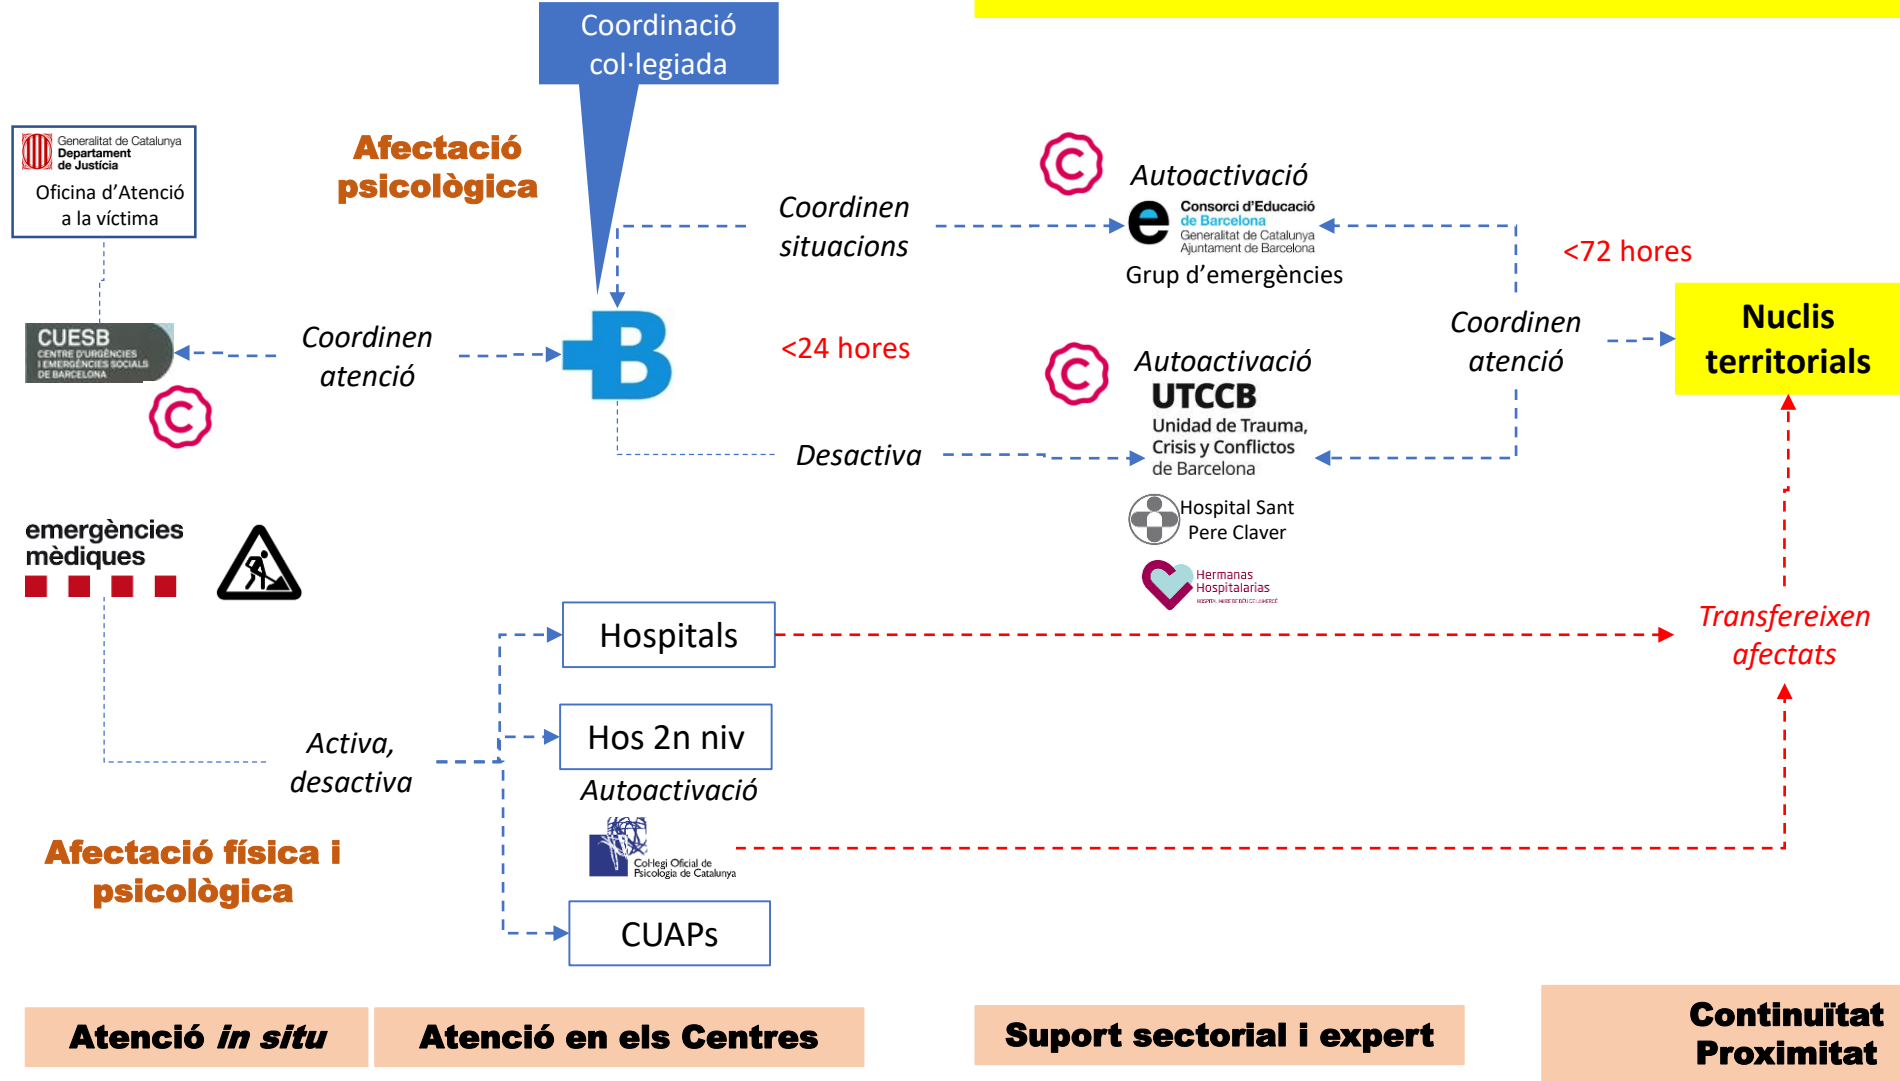 Coordinació
col·legiada
Generalitat de Catalunya
Departament
de Justícia
Oficina d'Atenció
a la víctima
Afectació
psicològica
Coordinen
situacions
C
Autoactivació
e
Consorci d'Educació
de Barcelona
Generalitat de Catalunya
Ajuntament de Barcelona
Grup d'emergències
<72 hores
CUESB
CENTRE D'URGÈNCIES
I EMERGÈNCIES SOCIALS
DE BARCELONA
C
Coordinen
atenció
B
<24 hores
C
Autoactivació
UTCCB
Unidad de Trauma,
Crisis y Conflictos
de Barcelona
Coordinen
atenció
Nuclis
territorials
Desactiva
Hospital Sant
Pere Claver
Hermanas
Hospitalarias
emergències
mèdiques
Hospitals
Transfereixen
afectats
Activa,
desactiva
Hos 2n niv
Autoactivació
Col·legi Oficial de
Psicologia de Catalunya
Afectació física i
psicològica
CUAPs
Atenció in situ
Atenció en els Centres
Suport sectorial i expert
Continuïtat
Proximitat